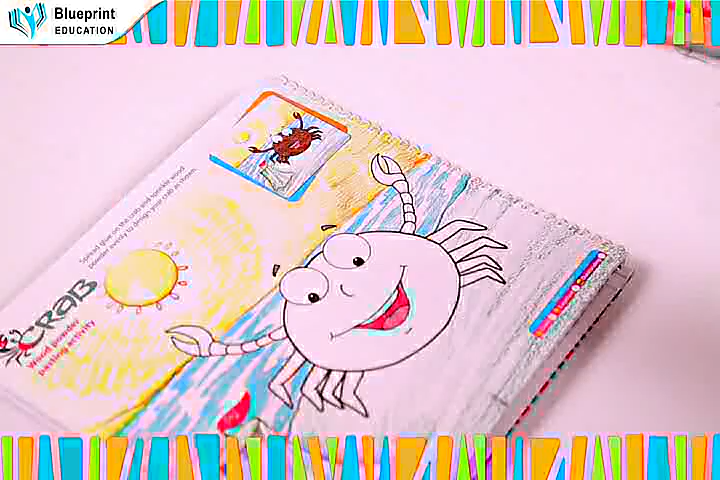 Blueprint
EDUCATION
Spread glue on the crab and sprinkle wood
powder evenly to design your crab as shown.
CRAB
Wood powder
pasting activity